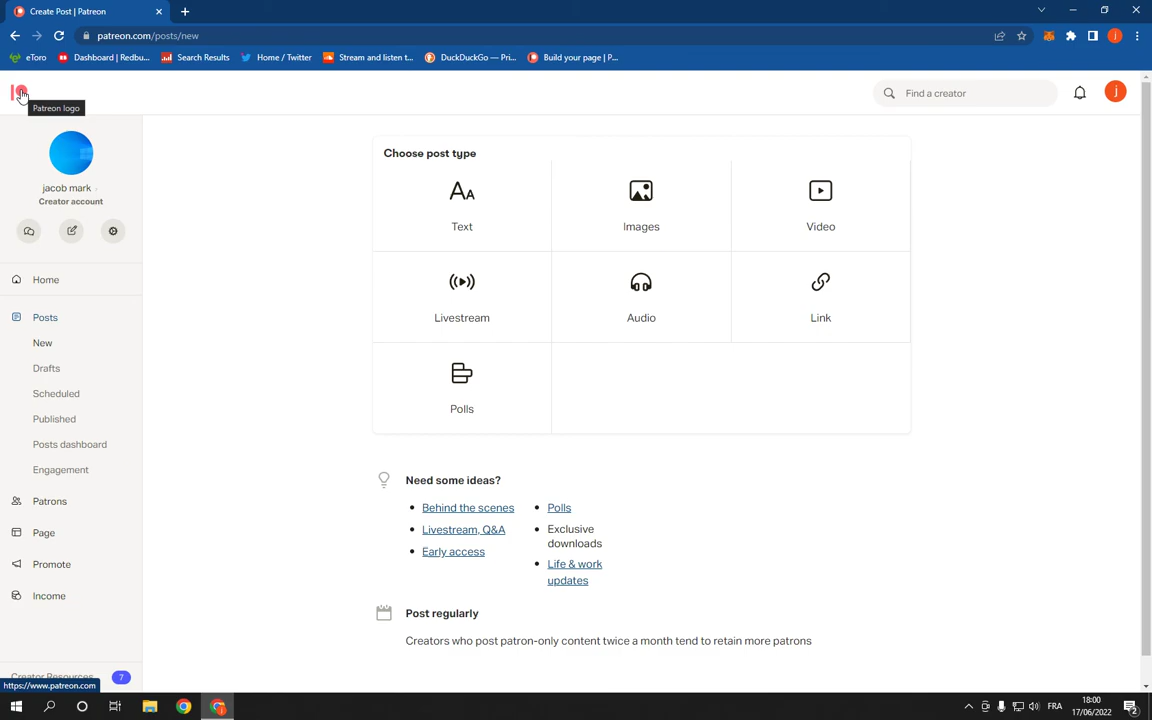 Create Post | Patreon
patreon.com/posts/new
eToro
Dashboard | Redbu...
Search Results
Home / Twitter
Stream and listen t...
DuckDuckGo — Pri...
Build your page | P...
Patreon logo
Find a creator
j
j
jacob mark
Creator account
Home
Posts
New
Drafts
Scheduled
Published
Posts dashboard
Engagement
Patrons
Page
Promote
Income
Creator Resources
7
https://www.patreon.com
Choose post type
Text
Images
Video
Livestream
Audio
Link
Polls
Need some ideas?
• Behind the scenes
• Livestream, Q&A
• Early access
• Polls
• Exclusive
downloads
• Life & work
updates
Post regularly
Creators who post patron-only content twice a month tend to retain more patrons
FRA
18:00
17/06/2022
2